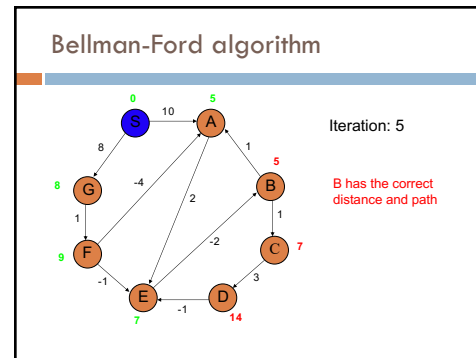 Bellman-Ford algorithm
0
5
S
10
A
Iteration: 5
8
1
5
8
G
-4
B
B has the correct
distance and path
2
1
1
-2
F
C
7
9
-1
3
E
-1
D
7
14